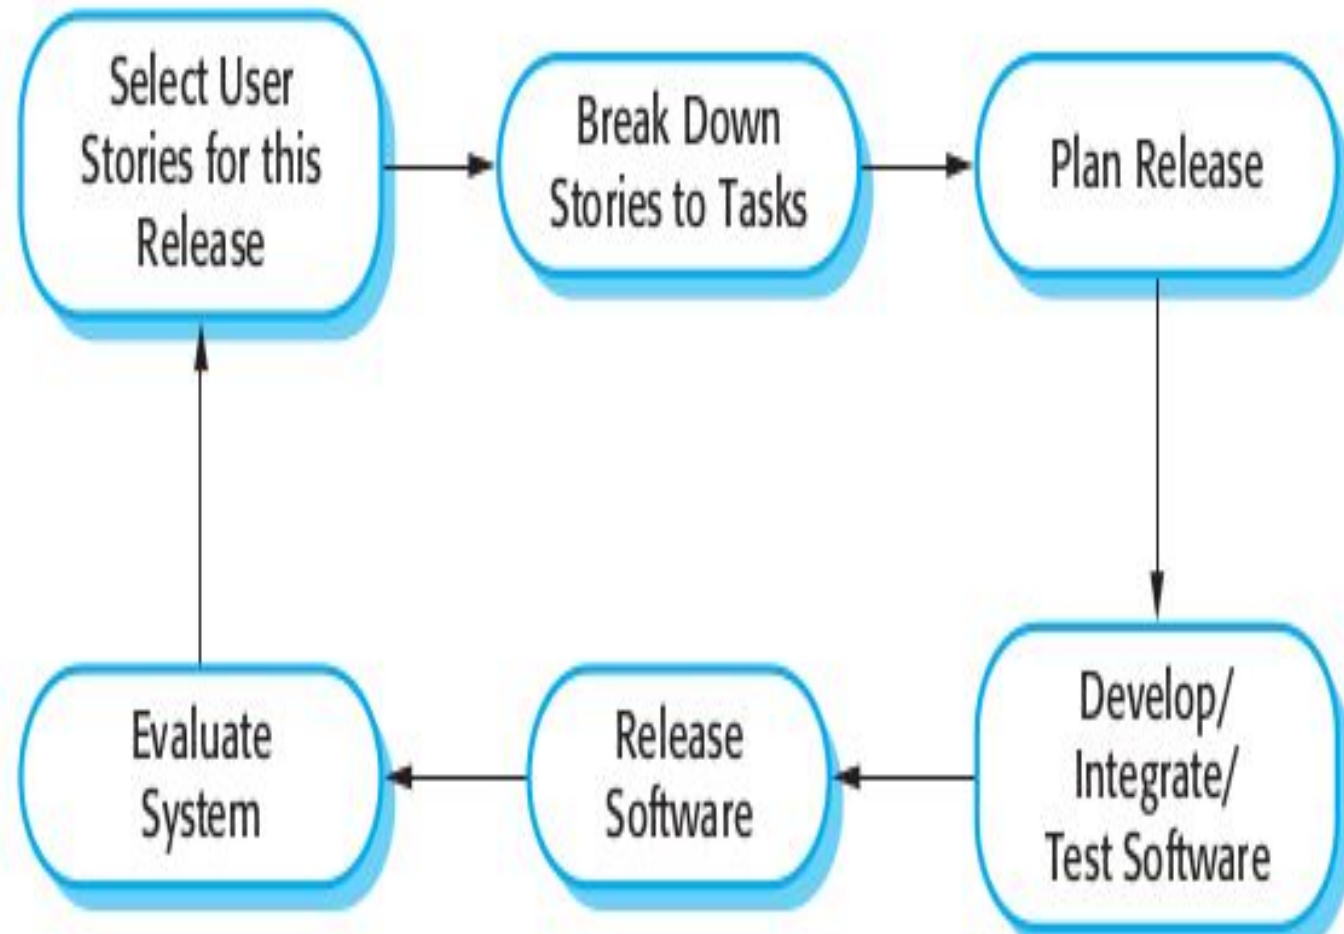 Select User
Stories for this
Release
Break Down
Stories to Tasks
Plan Release
Develop/
Integrate/
Test Software
Release
Software
Evaluate
System